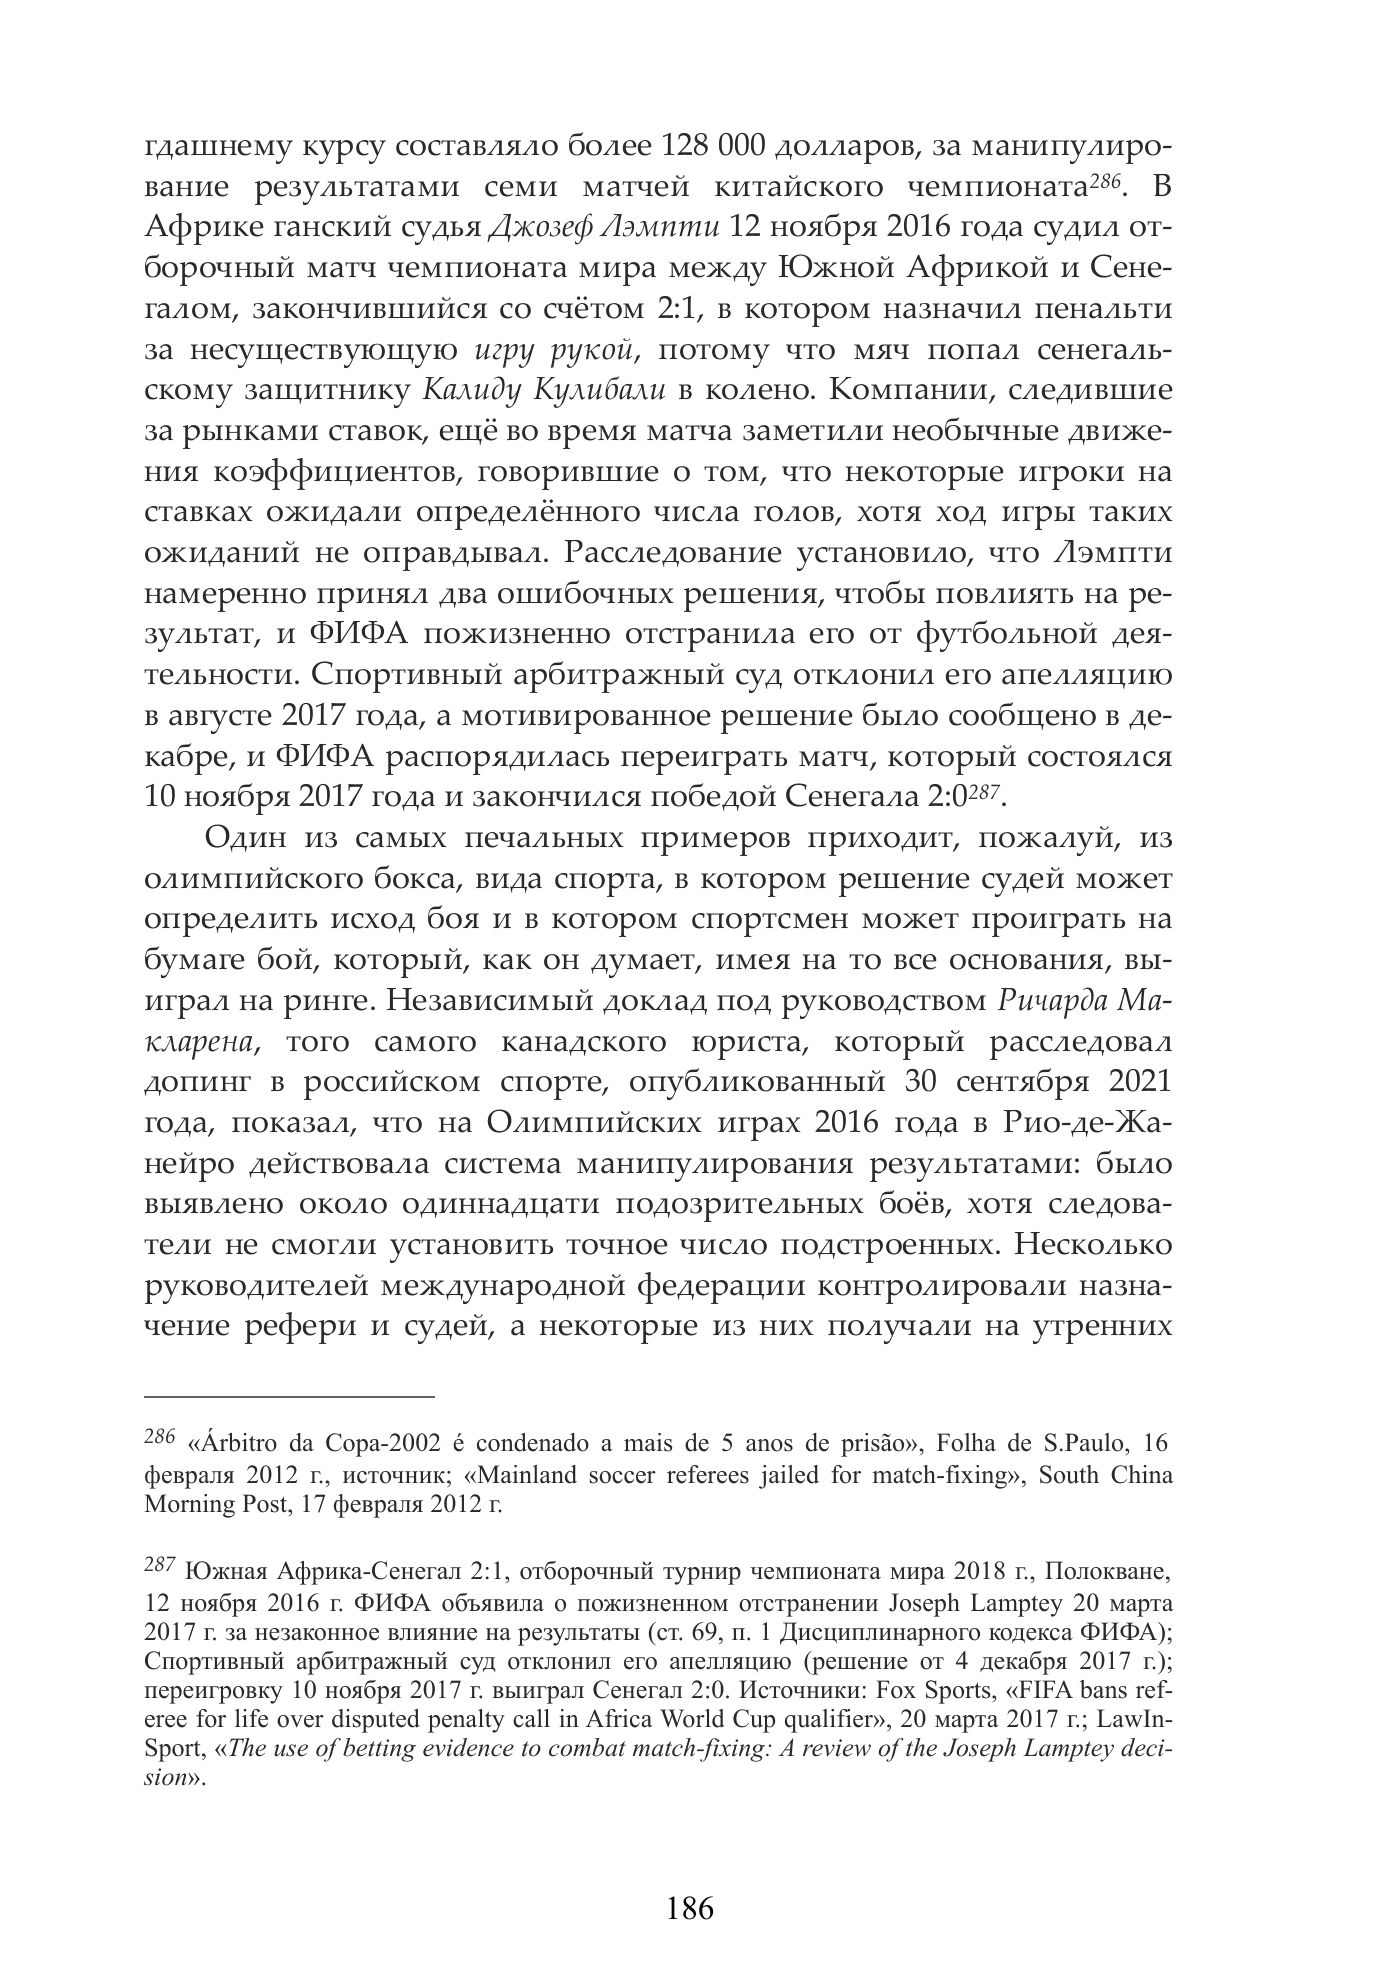 гдашнему курсу составляло более 128 000 долларов, за манипулиро-
вание результатами семи матчей китайского чемпионата286. В
Африке ганский судья Джозеф Лэмпти 12 ноября 2016 года судил от-
борочный матч чемпионата мира между Южной Африкой и Сене-
галом, закончившийся со счётом 2:1, в котором назначил пенальти
за несуществующую игру рукой, потому что мяч попал сенегаль-
скому защитнику Калиду Кулибали в колено. Компании, следившие
за рынками ставок, ещё во время матча заметили необычные движе-
ния коэффициентов, говорившие о том, что некоторые игроки на
ставках ожидали определённого числа голов, хотя ход игры таких
ожиданий не оправдывал. Расследование установило, что Лэмпти
намеренно принял два ошибочных решения, чтобы повлиять на ре-
зультат, и ФИФА пожизненно отстранила его от футбольной дея-
тельности. Спортивный арбитражный суд отклонил его апелляцию
в августе 2017 года, а мотивированное решение было сообщено в де-
кабре, и ФИФА распорядилась переиграть матч, который состоялся
10 ноября 2017 года и закончился победой Сенегала 2:0287.
Один из самых печальных примеров приходит, пожалуй, из
олимпийского бокса, вида спорта, в котором решение судей может
определить исход боя и в котором спортсмен может проиграть на
бумаге бой, который, как он думает, имея на то все основания, вы-
играл на ринге. Независимый доклад под руководством Ричарда Ма-
кларена, того самого канадского юриста, который расследовал
допинг в российском спорте, опубликованный 30 сентября 2021
года, показал, что на Олимпийских играх 2016 года в Рио-де-Жа-
нейро действовала система манипулирования результатами: было
выявлено около одиннадцати подозрительных боёв, хотя следова-
тели не смогли установить точное число подстроенных. Несколько
руководителей международной федерации контролировали назна-
чение рефери и судей, а некоторые из них получали на утренних
286 «Árbitro da Copa-2002 é condenado a mais de 5 anos de prisão», Folha de S.Paulo, 16
февраля 2012 г., источник; «Mainland soccer referees jailed for match-fixing», South China
Morning Post, 17 февраля 2012 г.
287 Южная Африка-Сенегал 2:1, отборочный турнир чемпионата мира 2018 г., Полокване,
12 ноября 2016 г. ФИФА объявила о пожизненном отстранении Joseph Lamptey 20 марта
2017 г. за незаконное влияние на результаты (ст. 69, п. 1 Дисциплинарного кодекса ФИФА);
Спортивный арбитражный суд отклонил его апелляцию (решение от 4 декабря 2017 г.);
переигровку 10 ноября 2017 г. выиграл Сенегал 2:0. Источники: Fox Sports, «FIFA bans ref-
eree for life over disputed penalty call in Africa World Cup qualifier», 20 марта 2017 г.; LawIn-
Sport, «The use of betting evidence to combat match-fixing: A review of the Joseph Lamptey deci-
sion».
186